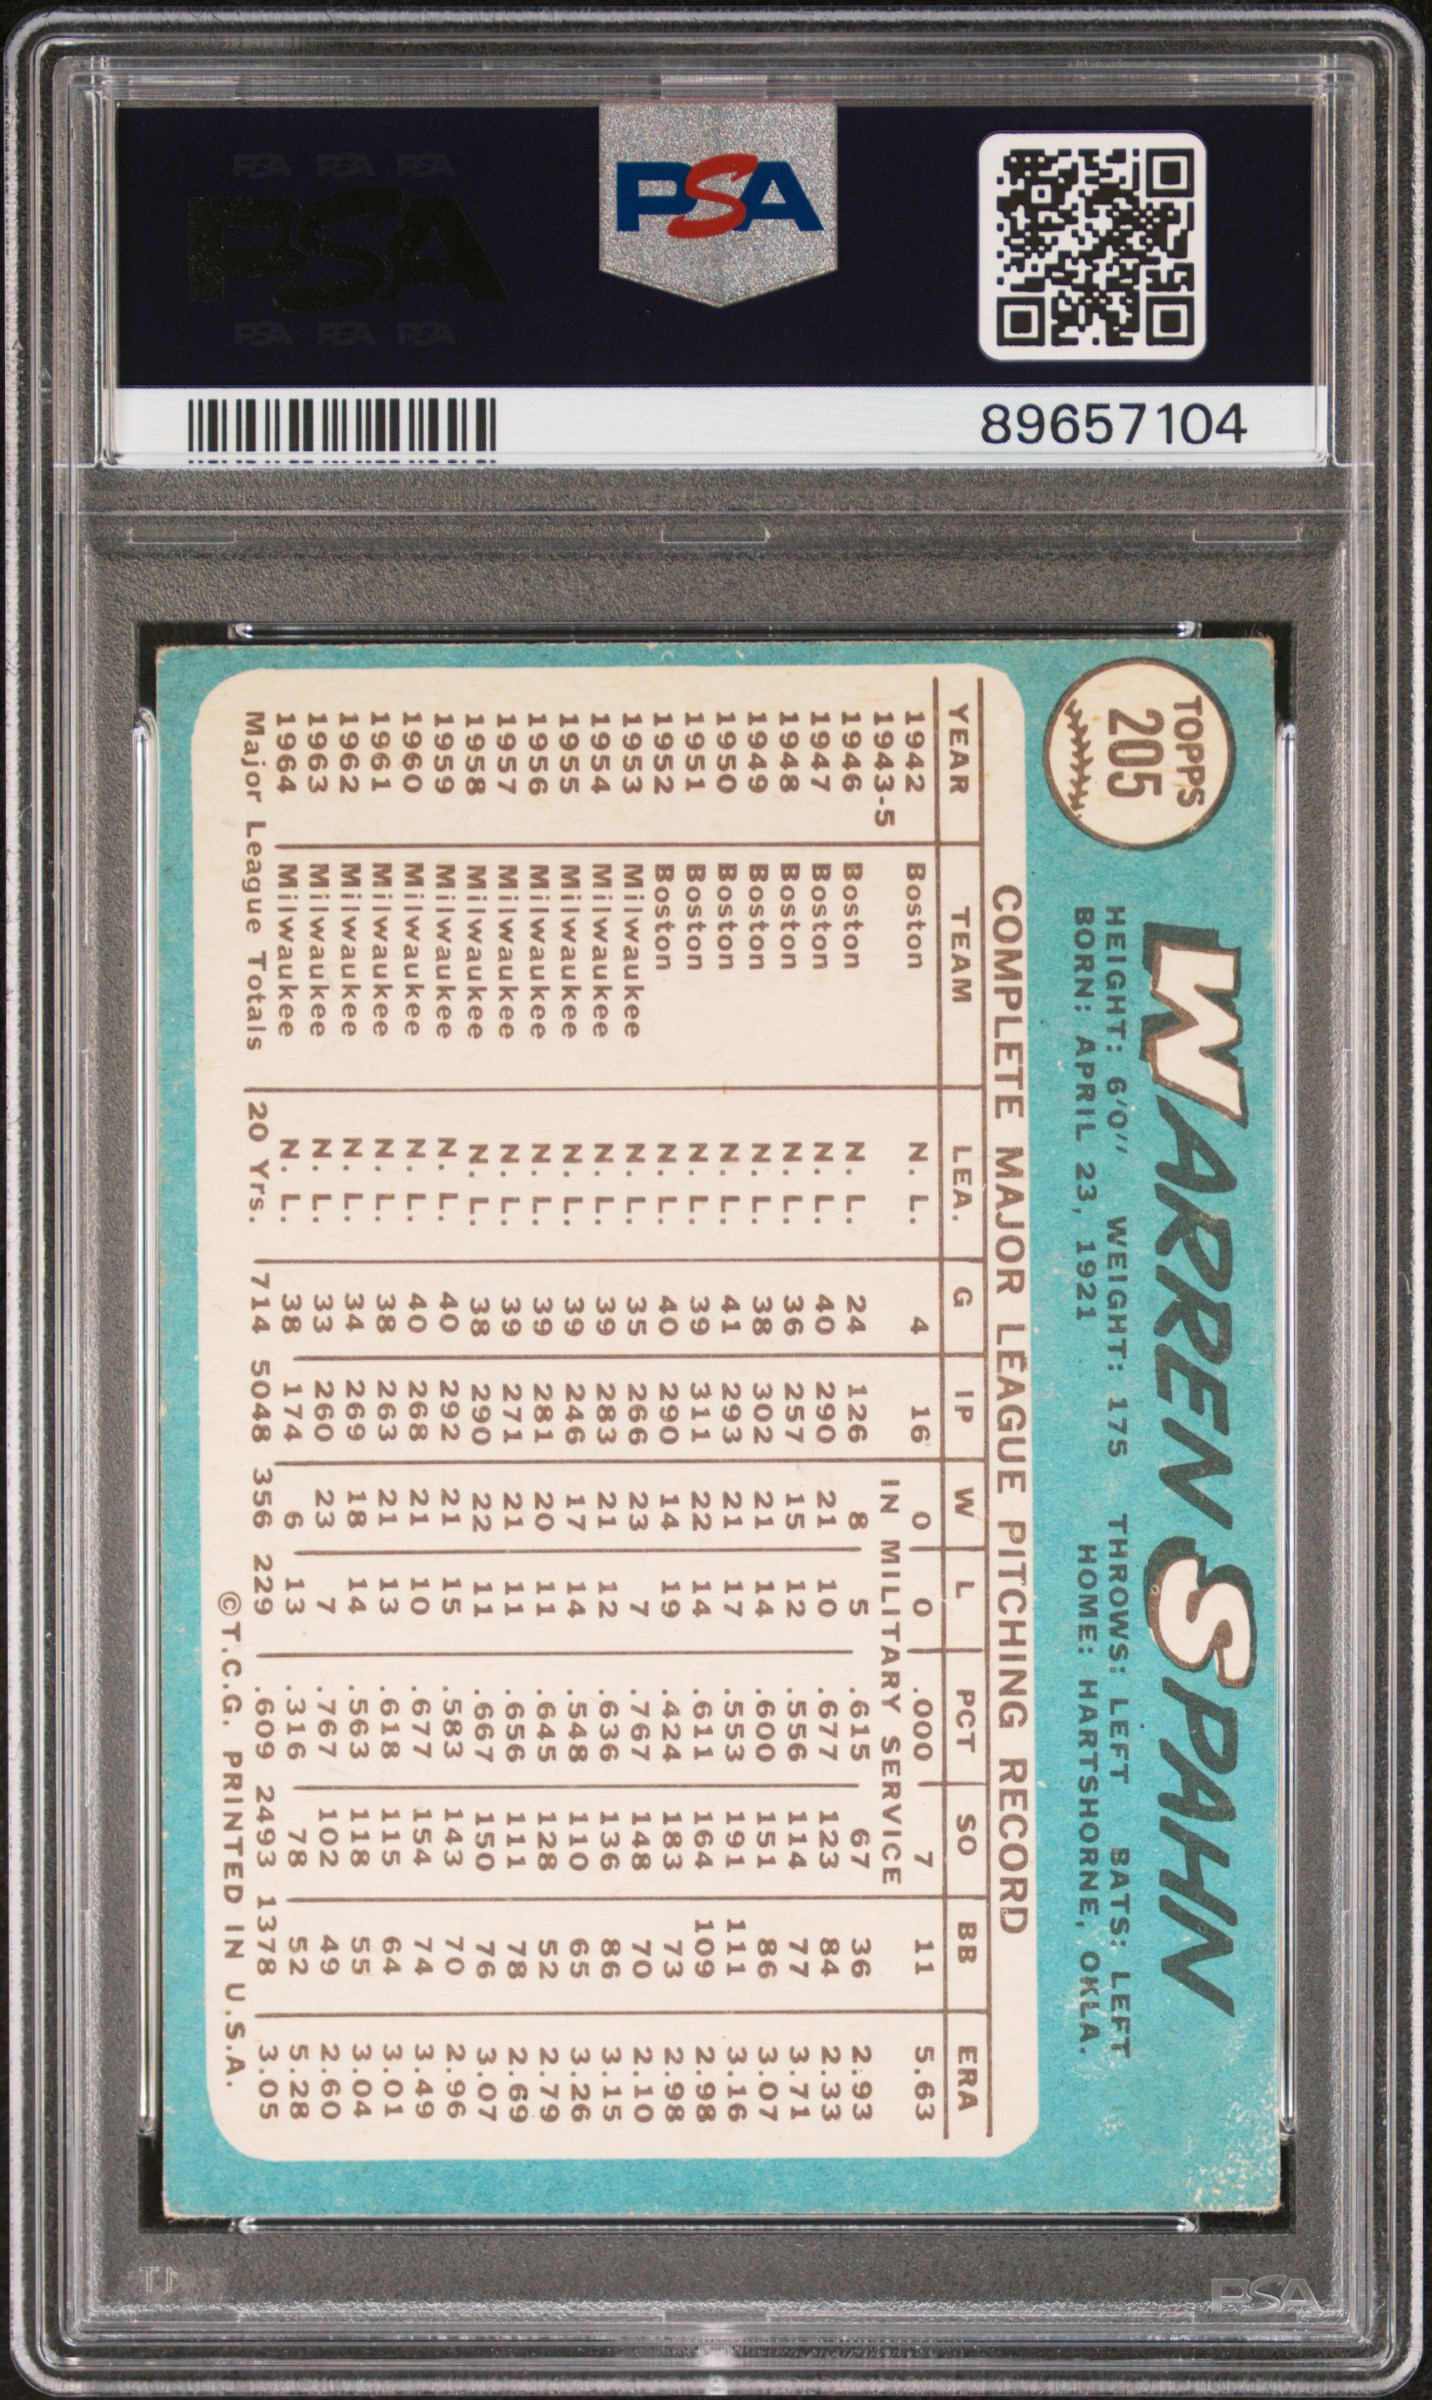 PSA PSA PSA
PSA
PSA PSA PSA
PSA
89657104
TOPPS
205
WARREN SPAHN
HEIGHT: 6'0" WEIGHT: 175 THROWS: LEFT BATS: LEFT
BORN: APRIL 23, 1921 HOME: HARTSHORNE, OKLA.
COMPLETE MAJOR LEAGUE PITCHING RECORD
YEAR TEAM LEA. G IP W L PCT SO BB ERA
1942 Boston N. L. 4 16 0 0 .000 7 11 5.63
1943-5 IN MILITARY SERVICE
1946 Boston N. L. 24 126 8 5 .615 67 36 2.93
1947 Boston N. L. 40 290 21 10 .677 123 84 2.33
1948 Boston N. L. 36 257 15 12 .556 114 77 3.71
1949 Boston N. L. 38 302 21 14 .600 151 86 3.07
1950 Boston N. L. 41 293 21 17 .553 191 111 3.16
1951 Boston N. L. 39 311 22 14 .611 164 109 2.98
1952 Boston N. L. 40 290 14 19 .424 183 73 2.98
1953 Milwaukee N. L. 35 266 23 7 .767 148 70 2.10
1954 Milwaukee N. L. 39 283 21 12 .636 136 86 3.15
1955 Milwaukee N. L. 39 246 17 14 .548 110 65 3.26
1956 Milwaukee N. L. 39 281 20 11 .645 128 52 2.79
1957 Milwaukee N. L. 39 271 21 11 .656 111 78 2.69
1958 Milwaukee N. L. 38 290 22 11 .667 150 76 3.07
1959 Milwaukee N. L. 40 292 21 15 .583 143 70 2.96
1960 Milwaukee N. L. 40 268 21 10 .677 154 74 3.49
1961 Milwaukee N. L. 38 263 21 13 .618 115 64 3.01
1962 Milwaukee N. L. 34 269 18 14 .563 118 55 3.04
1963 Milwaukee N. L. 33 260 23 7 .767 102 49 2.60
1964 Milwaukee N. L. 38 174 6 13 .316 78 52 5.28
Major League Totals 20 Yrs. 714 5048 356 229 .609 2493 1378 3.05
©T.C.G. PRINTED IN U.S.A.
PSA